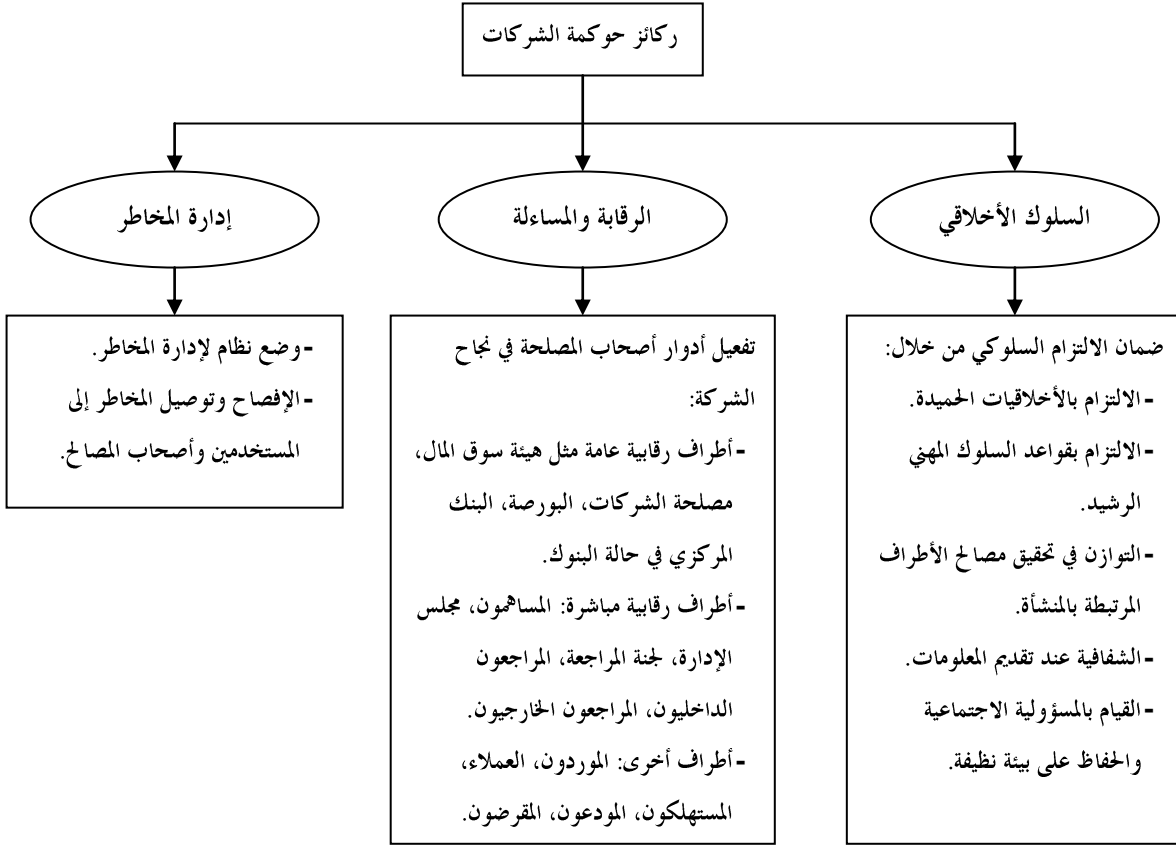 ركائز حوكمة الشركات
السلوك الأخلاقي
الرقابة والمساءلة
إدارة المخاطر
ضمان الالتزام السلوكي من خلال:
-الالتزام بالأخلاقيات الحميدة.
-الالتزام بقواعد السلوك المهني
الرشيد.
-التوازن في تحقيق مصالح الأطراف
المرتبطة بالمنشأة.
-الشفافية عند تقديم المعلومات.
-القيام بالمسؤولية الاجتماعية
والحفاظ على بيئة نظيفة.
تفعيل أدوار أصحاب المصلحة في نجاح
الشركة:
-أطراف رقابية عامة مثل هيئة سوق المال،
مصلحة الشركات، البورصة، البنك
المركزي في حالة البنوك.
-أطراف رقابية مباشرة: المساهمون، مجلس
الإدارة، لجنة المراجعة، المراجعون
الداخليون، المراجعون الخارجيون.
-أطراف أخرى: الموردون، العملاء،
المستهلكون، المودعون، المقرضون.
-وضع نظام لإدارة المخاطر.
-الإفصاح وتوصيل المخاطر إلى
المستخدمين وأصحاب المصالح.